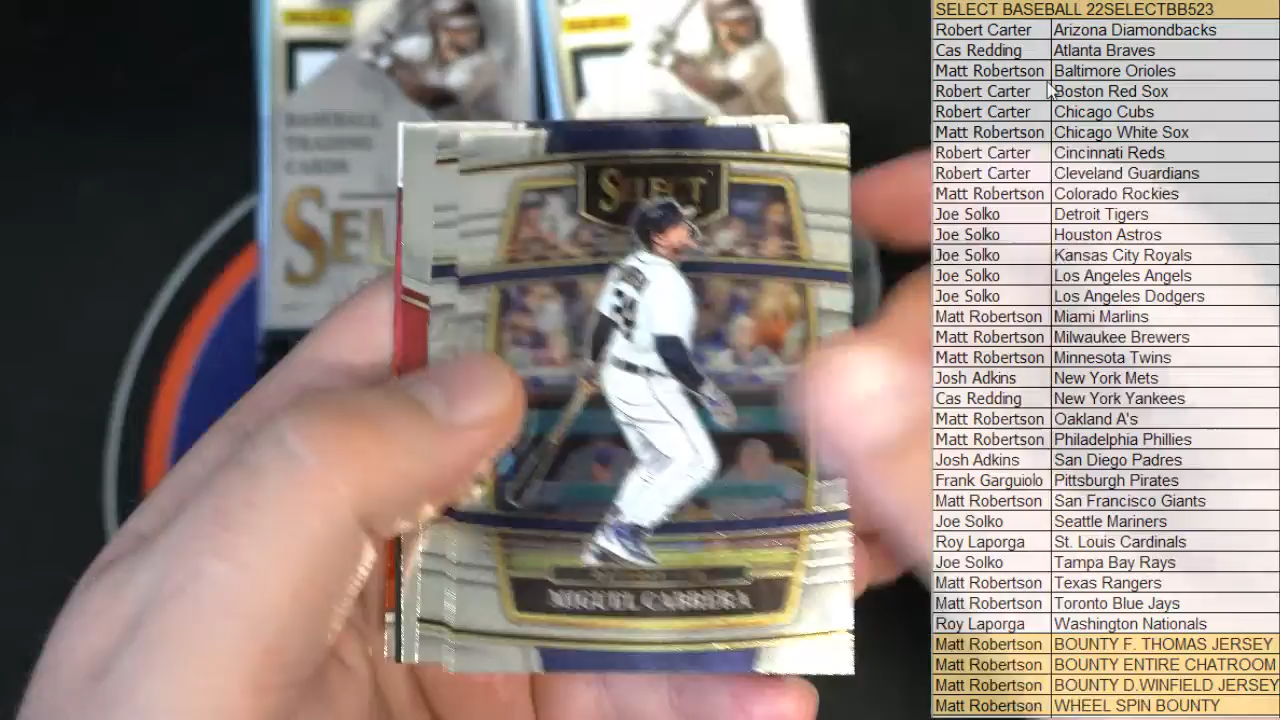 SELECT BASEBALL 22SELECTBB523
Robert Carter Arizona Diamondbacks
Cas Redding Atlanta Braves
Matt Robertson Baltimore Orioles
Robert Carter Boston Red Sox
Robert Carter Chicago Cubs
Matt Robertson Chicago White Sox
Robert Carter Cincinnati Reds
Robert Carter Cleveland Guardians
Matt Robertson Colorado Rockies
Joe Solko Detroit Tigers
Joe Solko Houston Astros
Joe Solko Kansas City Royals
Joe Solko Los Angeles Angels
Joe Solko Los Angeles Dodgers
Matt Robertson Miami Marlins
Matt Robertson Milwaukee Brewers
Matt Robertson Minnesota Twins
Josh Adkins New York Mets
Cas Redding New York Yankees
Matt Robertson Oakland A's
Matt Robertson Philadelphia Phillies
Josh Adkins San Diego Padres
Frank Garguiolo Pittsburgh Pirates
Matt Robertson San Francisco Giants
Joe Solko Seattle Mariners
Roy Laporga St. Louis Cardinals
Joe Solko Tampa Bay Rays
Matt Robertson Texas Rangers
Matt Robertson Toronto Blue Jays
Roy Laporga Washington Nationals
Matt Robertson BOUNTY F. THOMAS JERSEY
Matt Robertson BOUNTY ENTIRE CHATROOM
Matt Robertson BOUNTY D.WINFIELD JERSEY
Matt Robertson WHEEL SPIN BOUNTY
PANINI
BASEBALL
TRADING
CARDS
SEL
SELECT
MIGUEL CABRERA